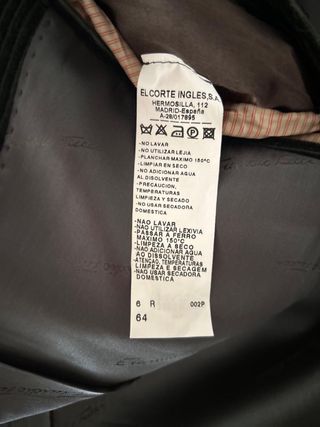 EL CORTE INGLES,S.A.
HERMOSILLA, 112
MADRID-España
A-28/017895
-NO LAVAR
-NO UTILIZAR LEJIA
-PLANCHAR MAXIMO 150ºC
-LIMPIAR EN SECO
-NO ADICIONAR AGUA
AL DISOLVENTE
-PRECAUCION,
TEMPERATURAS
LIMPIEZA Y SECADO
-NO USAR SECADORA
DOMÉSTICA
-NAO LAVAR
-NAO UTILIZAR LEXIVIA
-PASSAR A FERRO
MAXIMO 150ºC
-LIMPEZA A SECO
-NAO ADICIONAR AGUA
AO DISSOLVENTE
-ATENCAO, TEMPERATURAS
LIMPEZA E SECAGEM
-NAO USAR SECADORA
DOMESTICA
6 R 002P
64